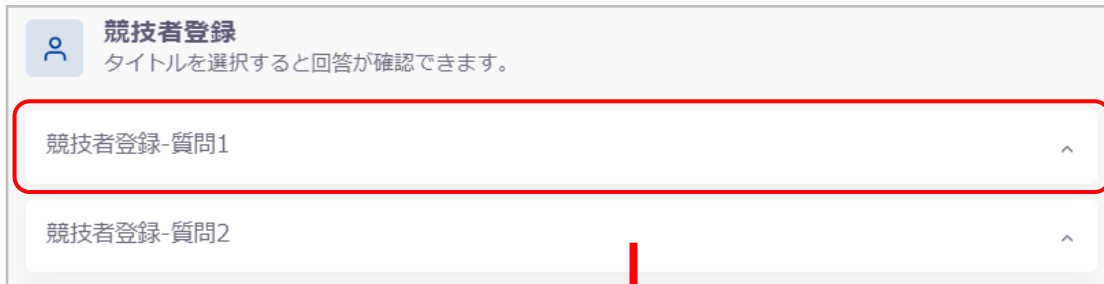 競技者登録
タイトルを選択すると回答が確認できます。
競技者登録-質問1
競技者登録-質問2